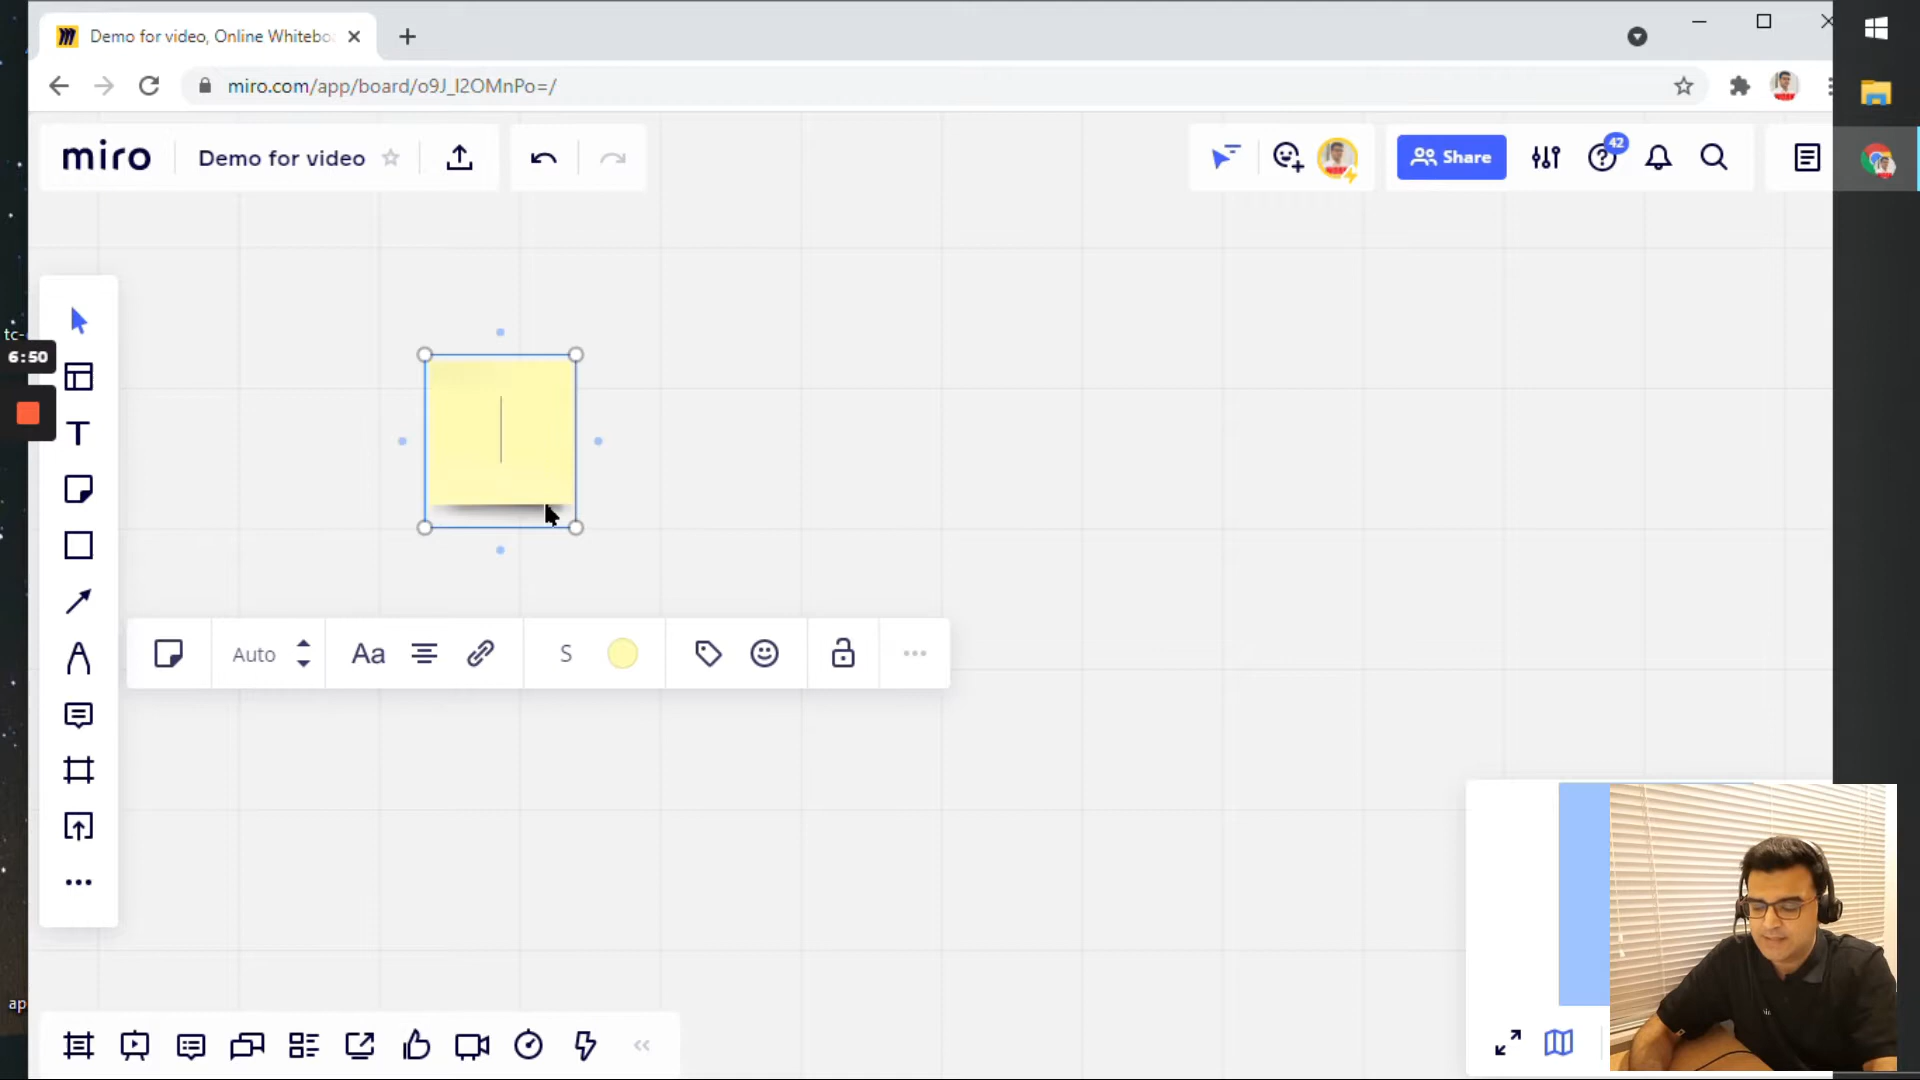 Demo for video, Online Whitebo
miro.com/app/board/o9J_l2OMnPo=/
miro
Demo for video
Share
42
tc-
6:50
T
Auto
Aa
S
ap